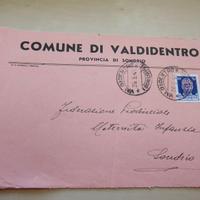 COMUNE DI VALDIDENTRO
PROVINCIA DI SONDRIO
Federazione Provinciale
Maternità Infanzia
Sondrio